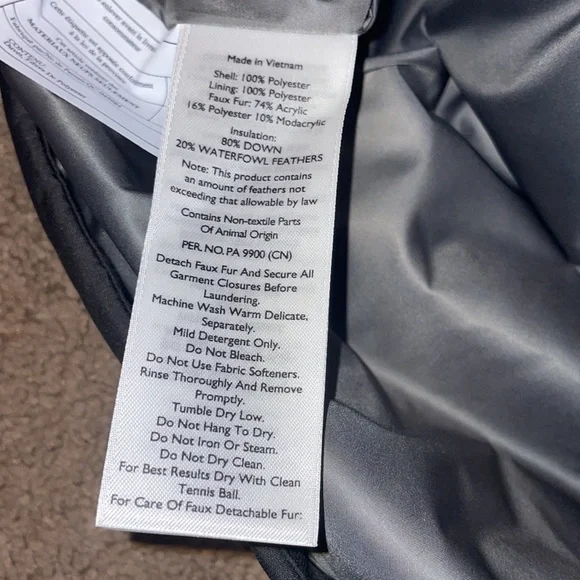 MATERIAUX NEUFS SEULEMENT
Made in Vietnam
Shell: 100% Polyester
Lining: 100% Polyester
Faux Fur: 74% Acrylic
16% Polyester 10% Modacrylic
Insulation:
80% DOWN
20% WATERFOWL FEATHERS
Note: This product contains
an amount of feathers not
exceeding that allowable by law
Contains Non-textile Parts
Of Animal Origin
PER. NO. PA 9900 (CN)
Detach Faux Fur And Secure All
Garment Closures Before
Laundering.
Machine Wash Warm Delicate,
Separately.
Mild Detergent Only.
Do Not Bleach.
Do Not Use Fabric Softeners.
Rinse Thoroughly And Remove
Promptly.
Tumble Dry Low.
Do Not Hang To Dry.
Do Not Iron Or Steam.
Do Not Dry Clean.
For Best Results Dry With Clean
Tennis Ball.
For Care Of Faux Detachable Fur: